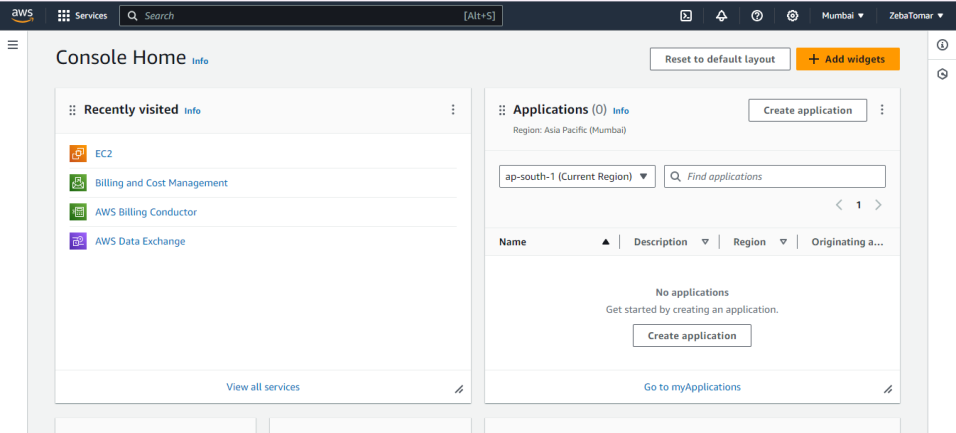 aws
Services
Search
[Alt+S]
Mumbai
ZebaTomar
Console Home Info
Reset to default layout
+ Add widgets
Recently visited Info
EC2
Billing and Cost Management
AWS Billing Conductor
AWS Data Exchange
View all services
Applications (0) Info
Region: Asia Pacific (Mumbai)
Create application
ap-south-1 (Current Region)
Find applications
1
Name
Description
Region
Originating a...
No applications
Get started by creating an application.
Create application
Go to myApplications